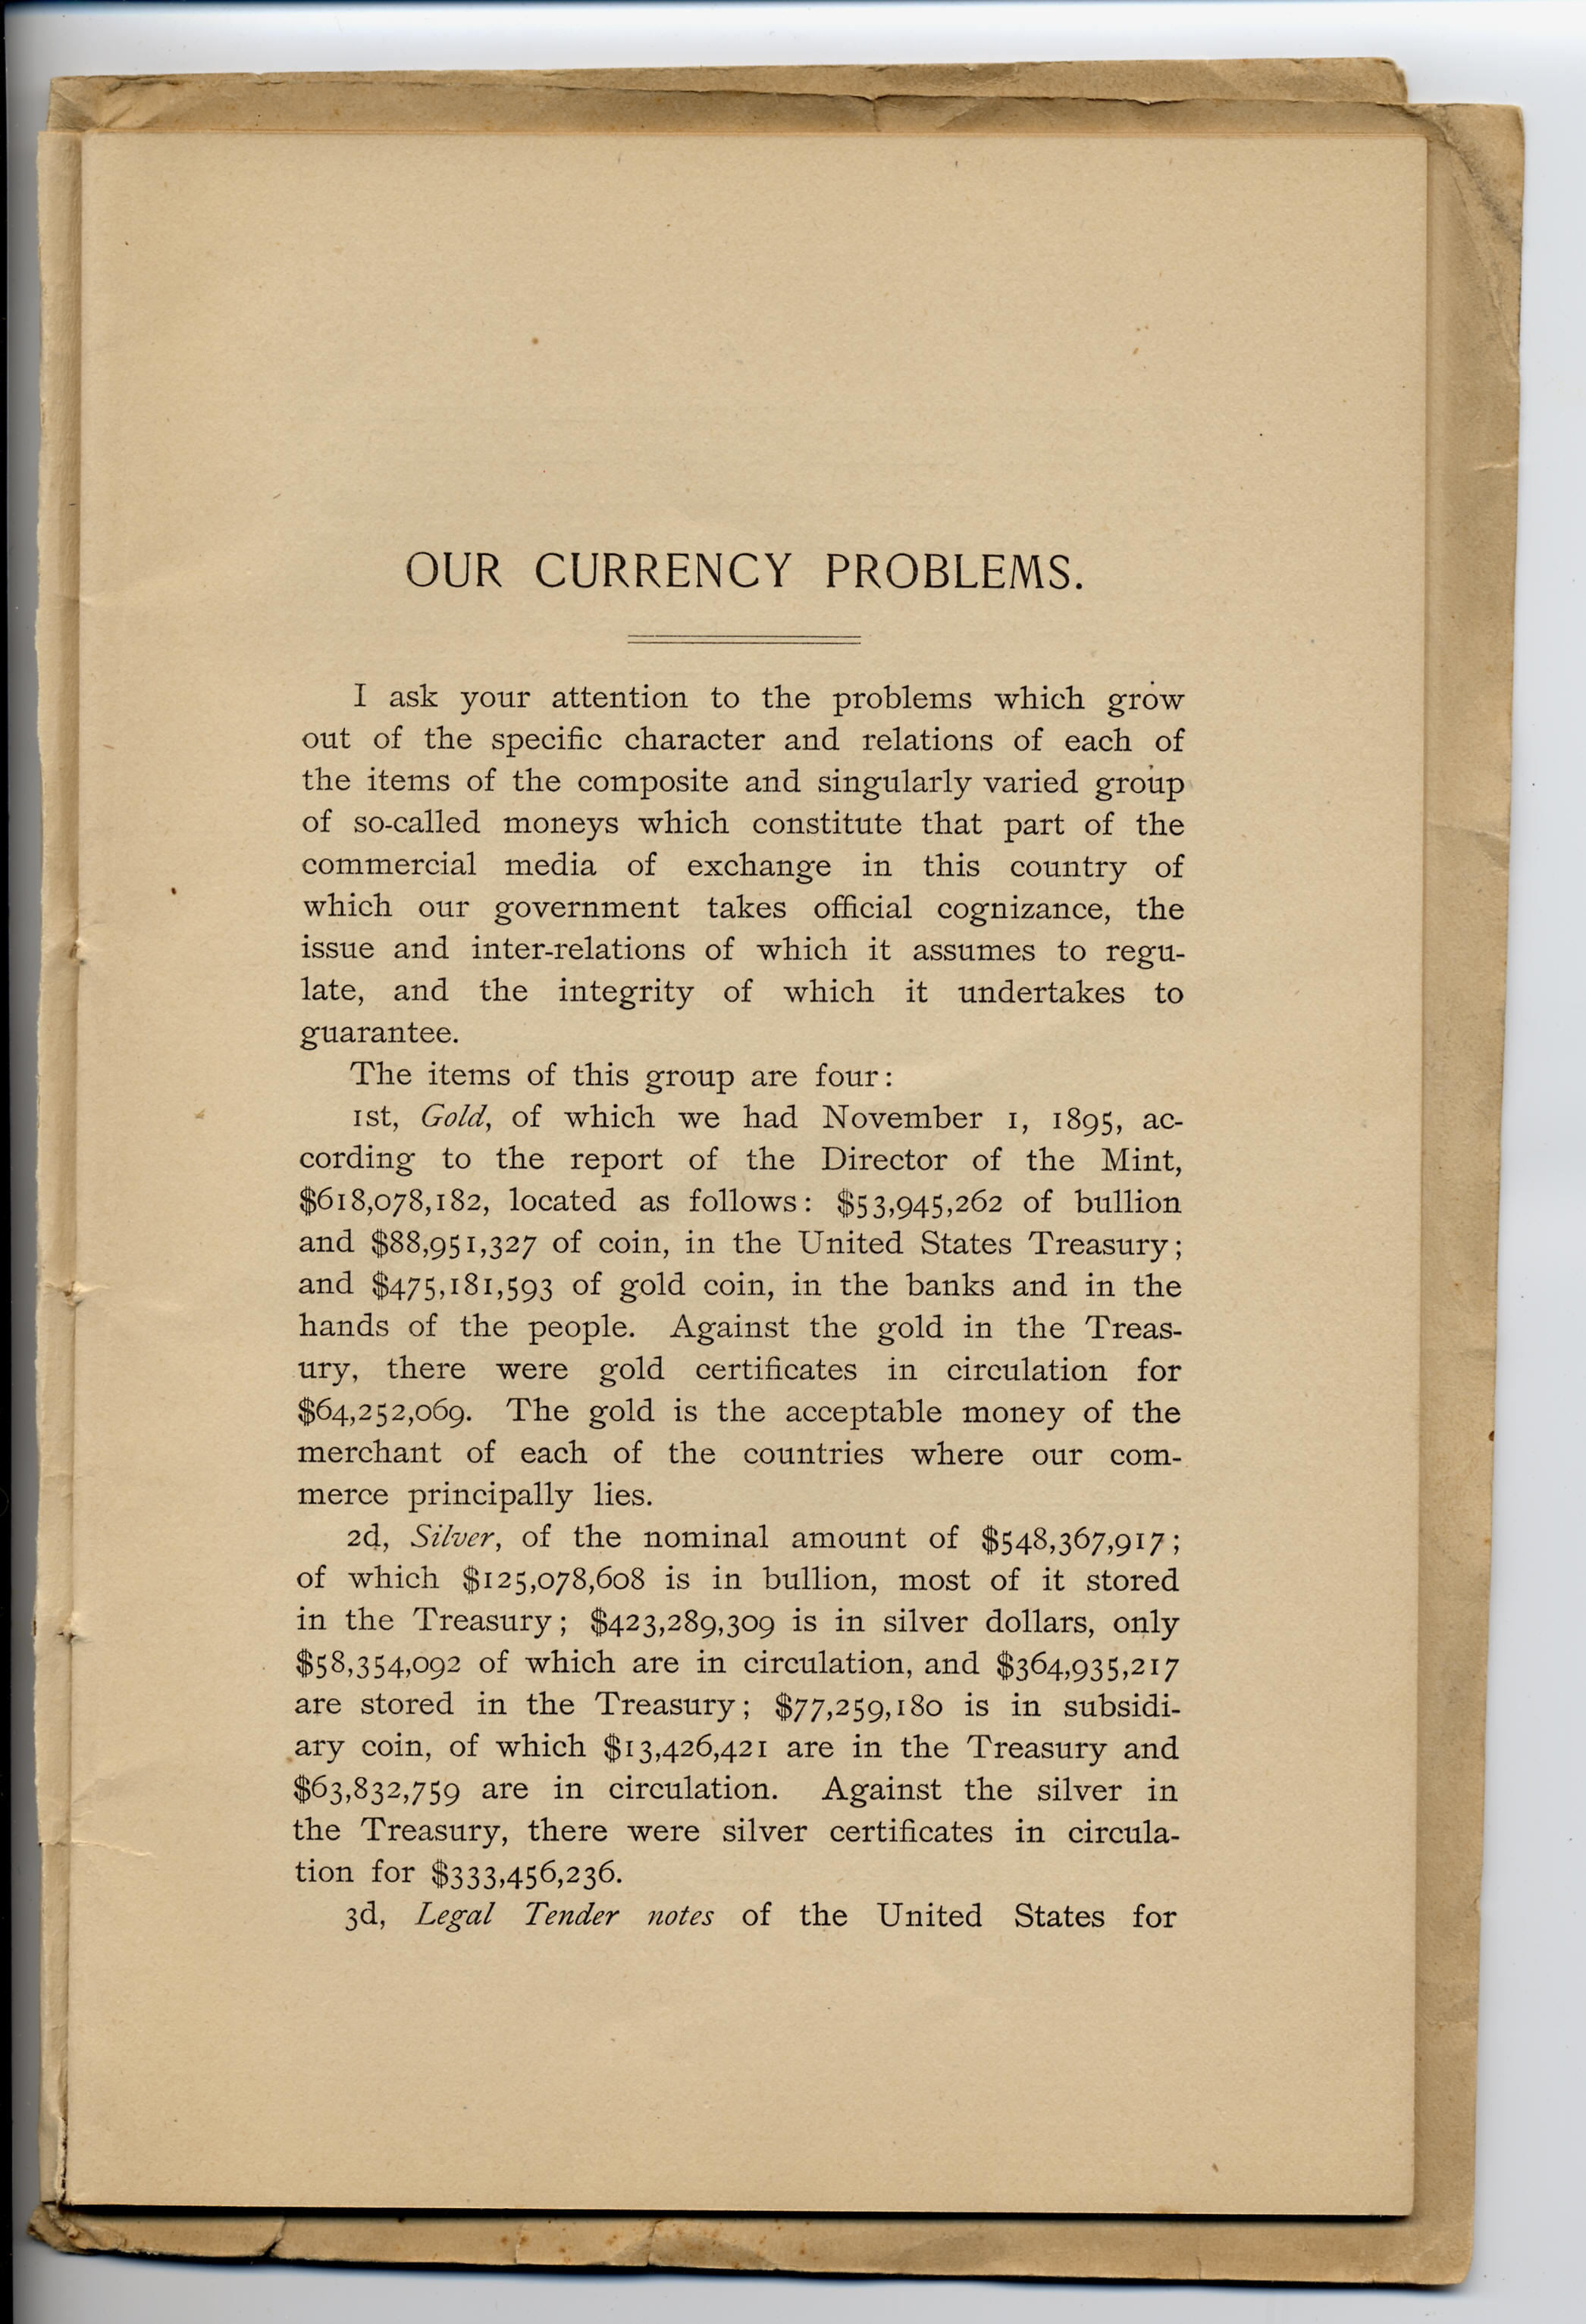 OUR CURRENCY PROBLEMS.
I ask your attention to the problems which grow
out of the specific character and relations of each of
the items of the composite and singularly varied group
of so-called moneys which constitute that part of the
commercial media of exchange in this country of
which our government takes official cognizance, the
issue and inter-relations of which it assumes to regu-
late, and the integrity of which it undertakes to
guarantee.
The items of this group are four:
1st, Gold, of which we had November 1, 1895, ac-
cording to the report of the Director of the Mint,
$618,078,182, located as follows: $53,945,262 of bullion
and $88,951,327 of coin, in the United States Treasury;
and $475,181,593 of gold coin, in the banks and in the
hands of the people. Against the gold in the Treas-
ury, there were gold certificates in circulation for
$64,252,069. The gold is the acceptable money of the
merchant of each of the countries where our com-
merce principally lies.
2d, Silver, of the nominal amount of $548,367,917;
of which $125,078,608 is in bullion, most of it stored
in the Treasury; $423,289,309 is in silver dollars, only
$58,354,092 of which are in circulation, and $364,935,217
are stored in the Treasury; $77,259,180 is in subsidi-
ary coin, of which $13,426,421 are in the Treasury and
$63,832,759 are in circulation. Against the silver in
the Treasury, there were silver certificates in circula-
tion for $333,456,236.
3d, Legal Tender notes of the United States for